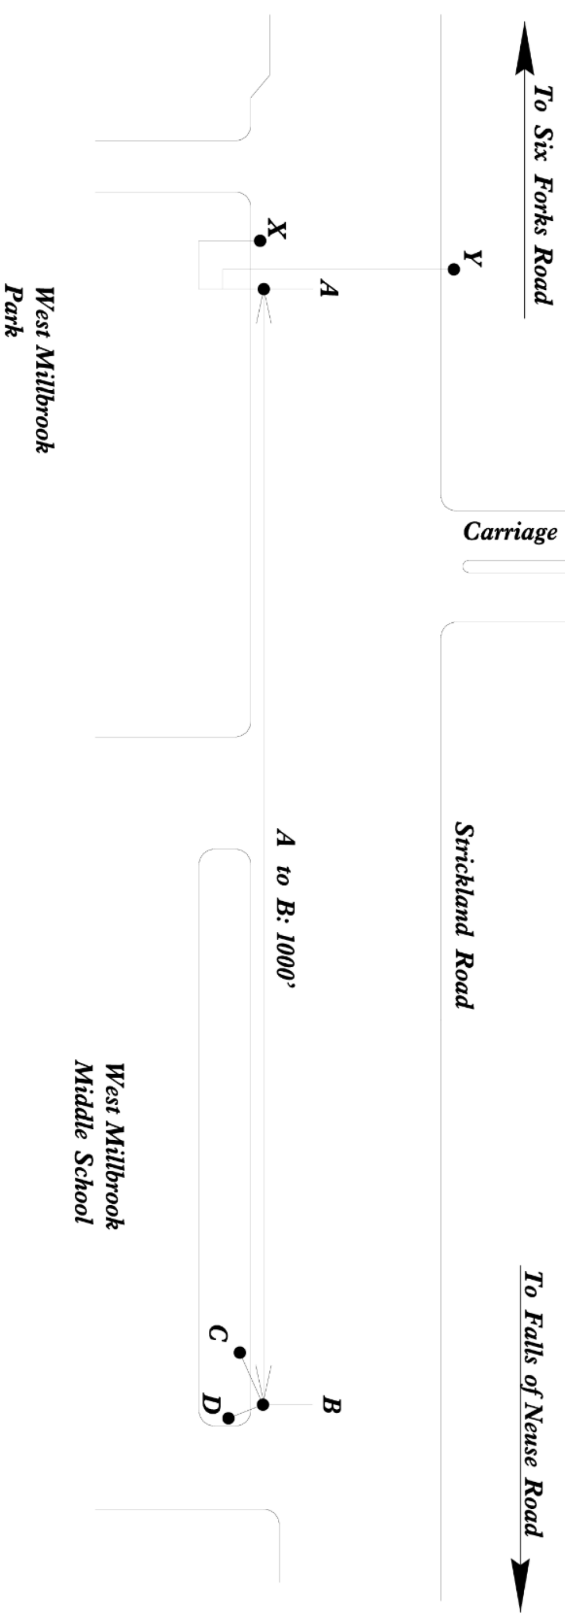 To Six Forks Road
To Falls of Neuse Road
Carriage
Strickland Road
Y
X
A
B
A to B: 1000'
C
D
West Millbrook
Park
West Millbrook
Middle School